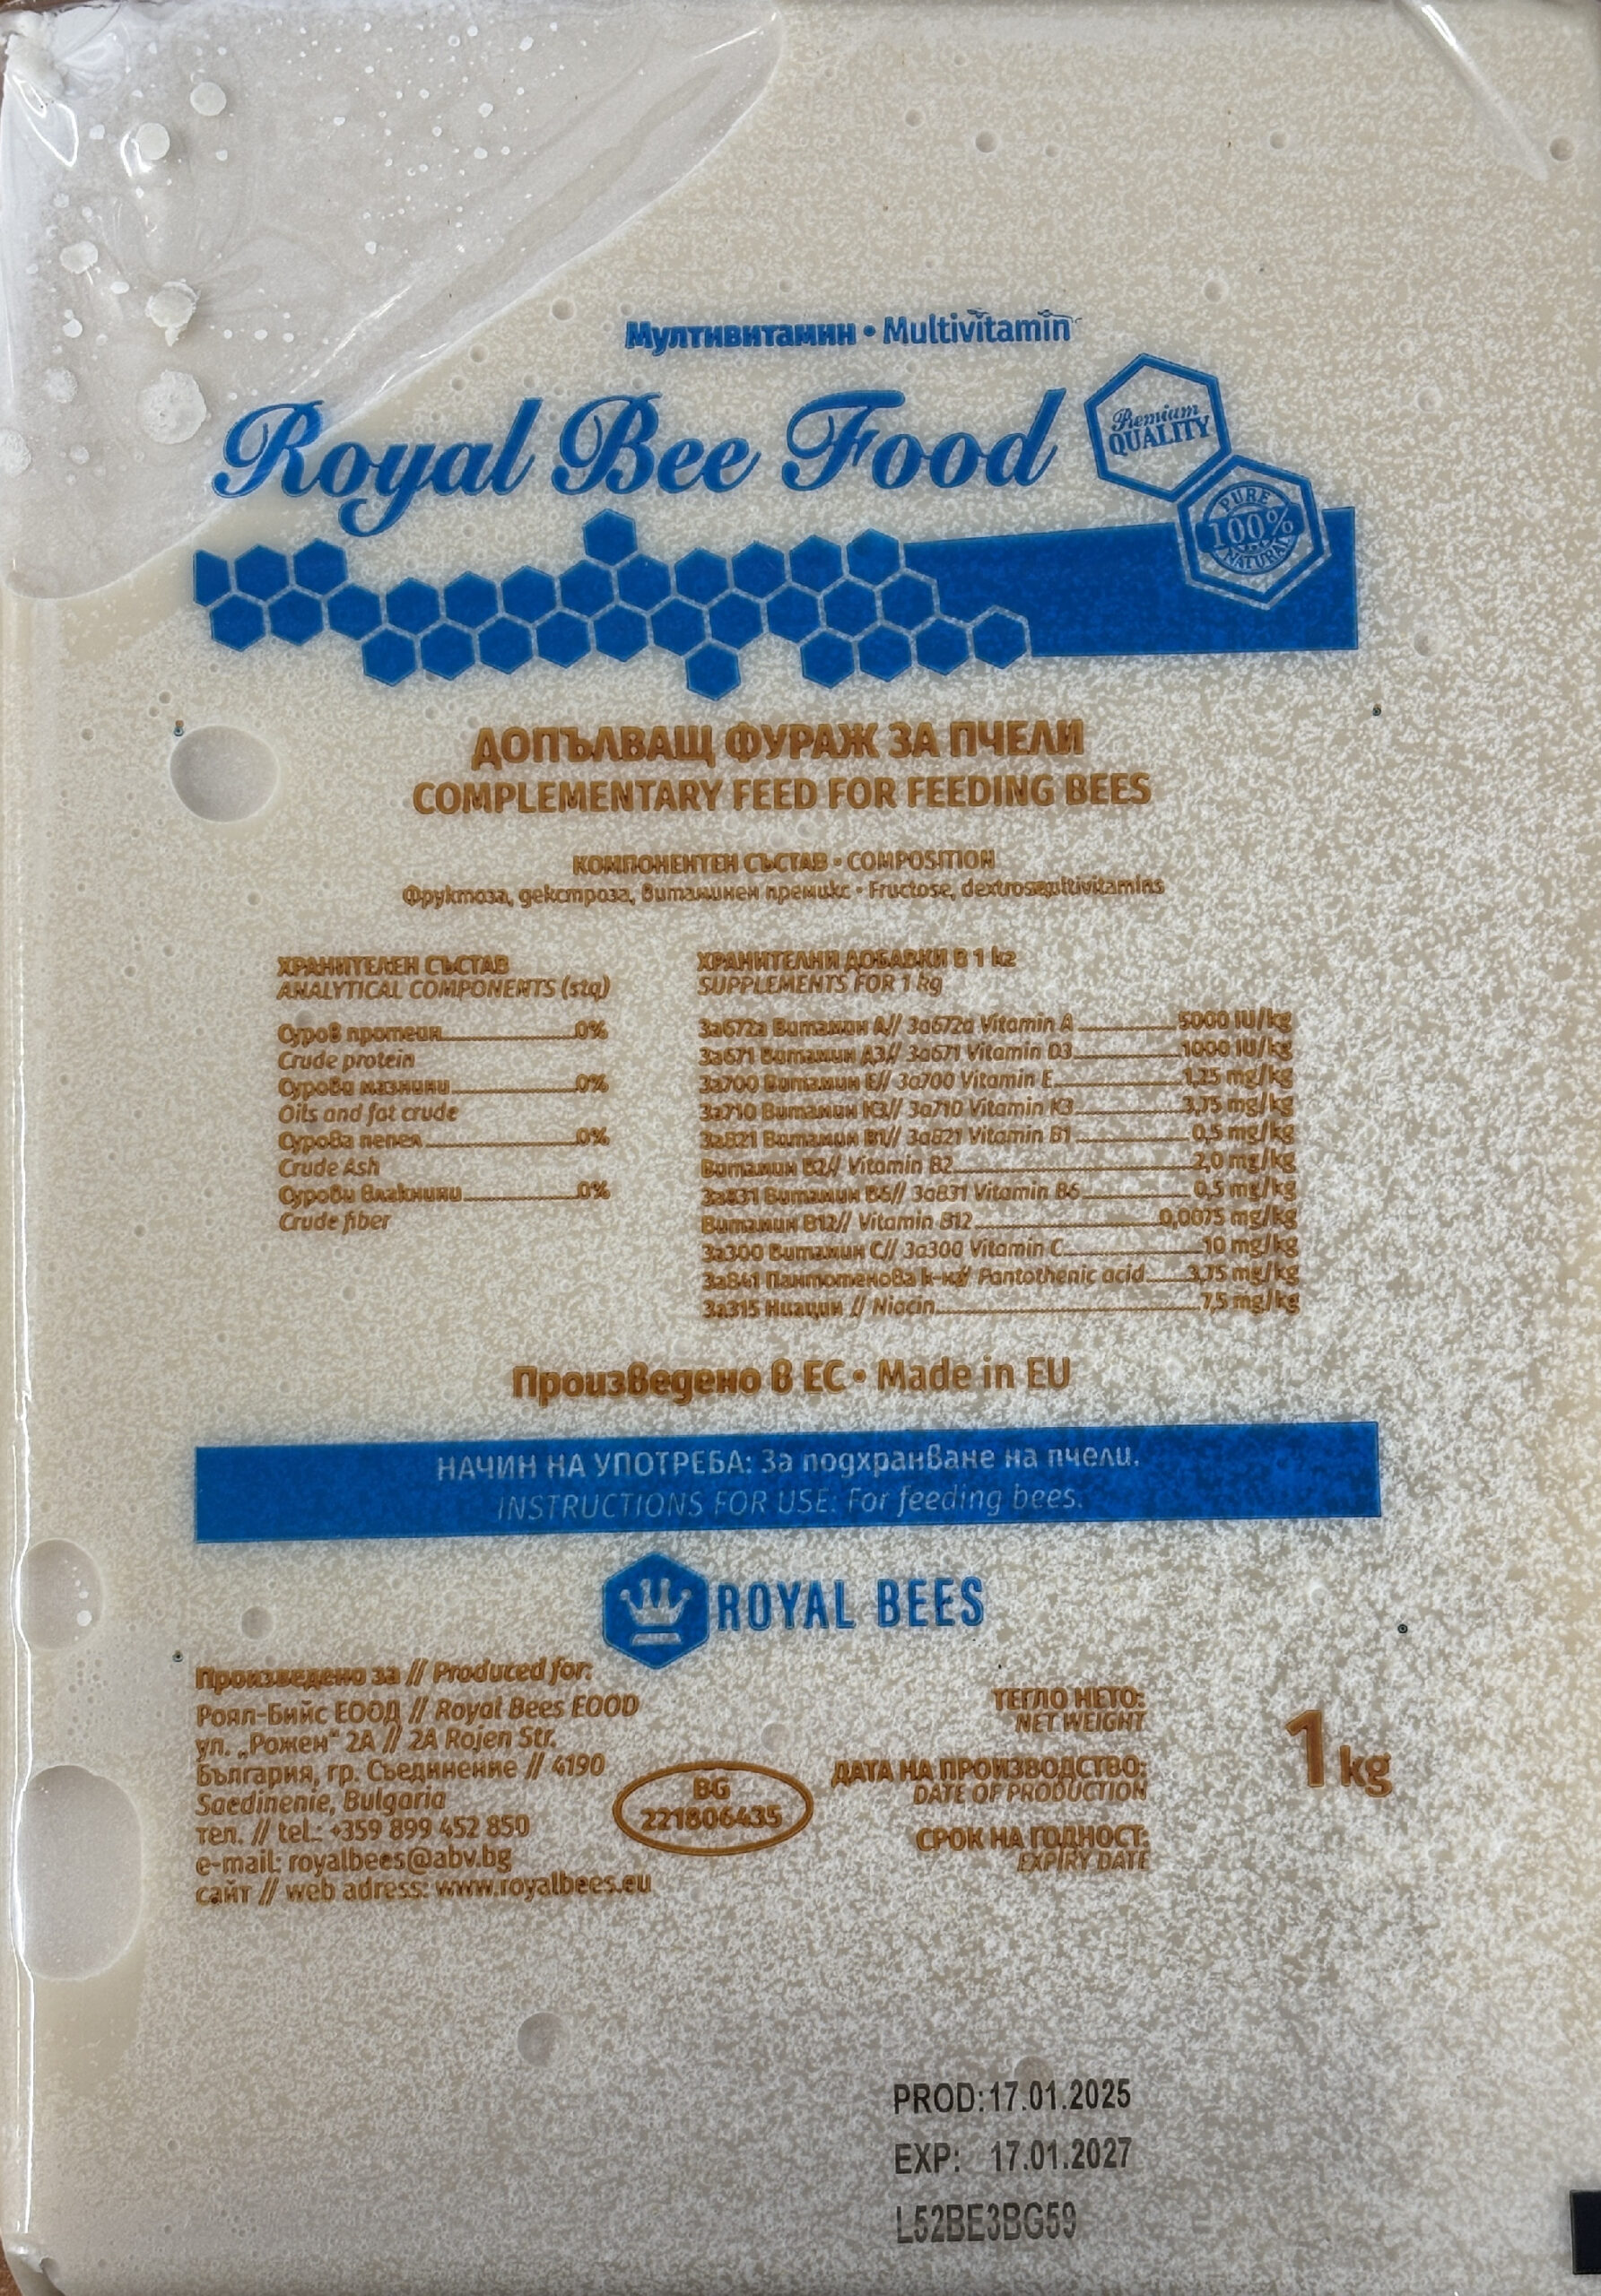 Мултивитамин • Multivitamin
Royal Bee Food
Premium
QUALITY
PURE
100%
NATURAL
ДОПЪЛВАЩ ФУРАЖ ЗА ПЧЕЛИ
COMPLEMENTARY FEED FOR FEEDING BEES
КОМПОНЕНТЕН СЪСТАВ • COMPOSITION
Фруктоза, декстроза, витаминен премикс • Fructose, dextrose,multivitamins
ХРАНИТЕЛЕН СЪСТАВ
ANALYTICAL COMPONENTS (stq)
Суров протеин 0%
Crude protein
Сурови мазнини 0%
Oils and fat crude
Сурова пепел 0%
Crude Ash
Сурови влакнини 0%
Crude fiber
ХРАНИТЕЛНИ ДОБАВКИ В 1 kг
SUPPLEMENTS FOR 1 kg
3a672a Витамин А// 3a672a Vitamin A 5000 IU/kg
3a671 Витамин Д3// 3a671 Vitamin D3 1000 IU/kg
3a700 Витамин Е// 3a700 Vitamin E 1,25 mg/kg
3a710 Витамин К3// 3a710 Vitamin K3 3,75 mg/kg
3a821 Витамин B1// 3a821 Vitamin B1 0,5 mg/kg
Витамин B2// Vitamin B2 2,0 mg/kg
3a831 Витамин B6// 3a831 Vitamin B6 0,5 mg/kg
Витамин B12// Vitamin B12 0,0075 mg/kg
3a300 Витамин C// 3a300 Vitamin C 10 mg/kg
3a841 Пантотенова к-на// Pantothenic acid 3,75 mg/kg
3a315 Ниацин // Niacin 7,5 mg/kg
Произведено в ЕС • Made in EU
НАЧИН НА УПОТРЕБА: За подхранване на пчели.
INSTRUCTIONS FOR USE: For feeding bees.
ROYAL BEES
Произведено за // Produced for:
Роял-Бийс ЕООД // Royal Bees EOOD
ул. „Рожен“ 2А // 2A Rojen Str.
България, гр. Съединение // 4190
Saedinenie, Bulgaria
тел. // tel.: +359 899 452 850
e-mail: royalbees@abv.bg
сайт // web adress: www.royalbees.eu
BG
221806435
ТЕГЛО НЕТО:
NET WEIGHT
1 kg
ДАТА НА ПРОИЗВОДСТВО:
DATE OF PRODUCTION
СРОК НА ГОДНОСТ:
EXPIRY DATE
PROD: 17.01.2025
EXP: 17.01.2027
L52BE3BG59